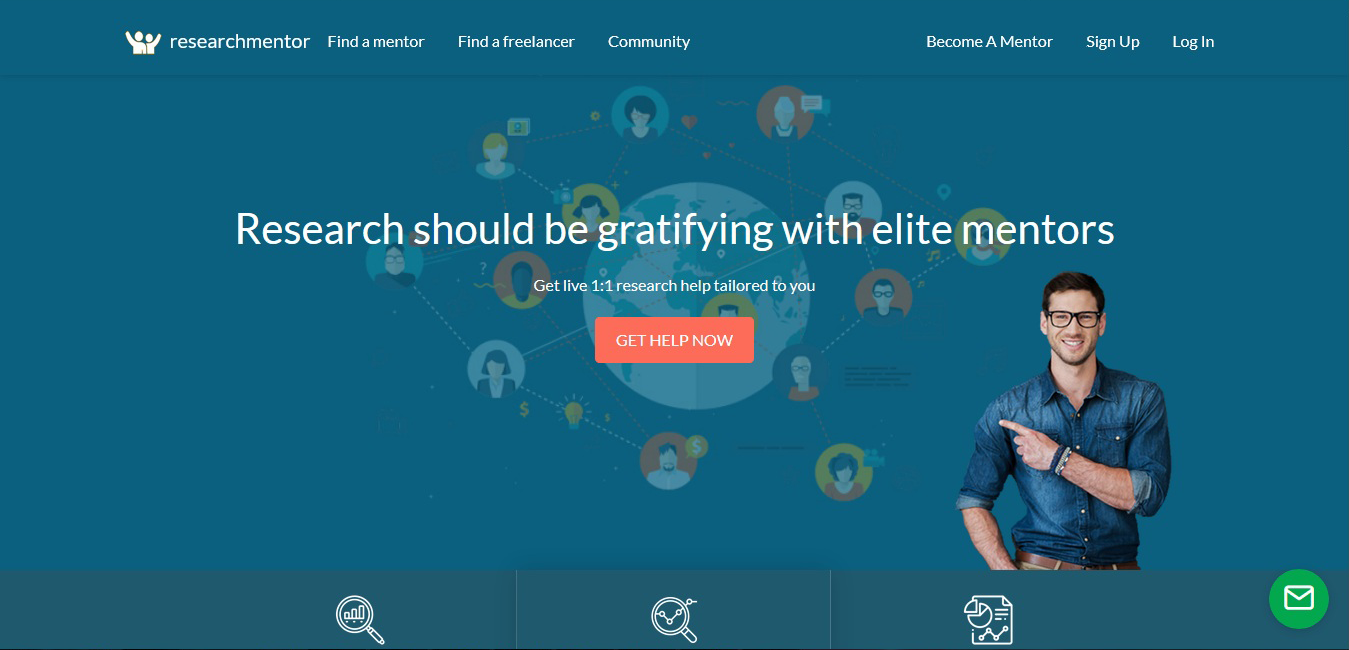 researchmentor Find a mentor Find a freelancer Community Become A Mentor Sign Up Log In
Research should be gratifying with elite mentors
Get live 1:1 research help tailored to you
GET HELP NOW